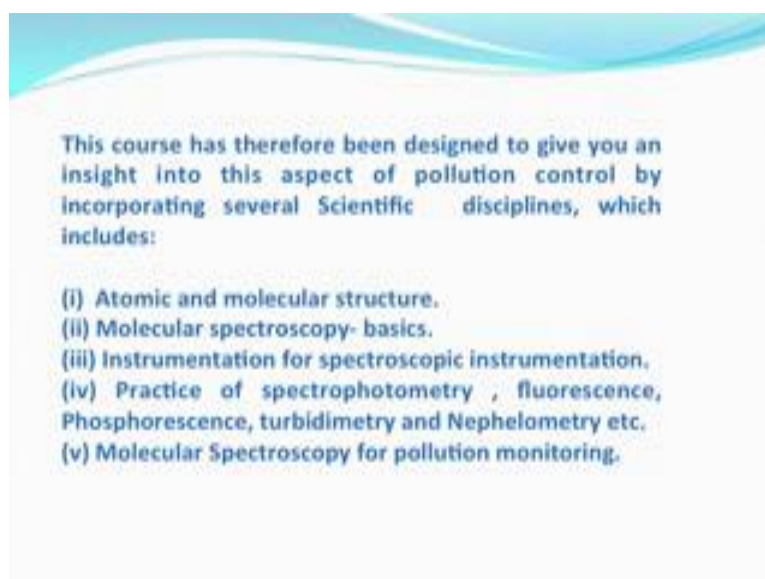 This course has therefore been designed to give you an
insight into this aspect of pollution control by
incorporating several Scientific disciplines, which
includes:
(i) Atomic and molecular structure.
(ii) Molecular spectroscopy- basics.
(iii) Instrumentation for spectroscopic instrumentation.
(iv) Practice of spectrophotometry , fluorescence,
Phosphorescence, turbidimetry and Nephelometry etc.
(v) Molecular Spectroscopy for pollution monitoring.